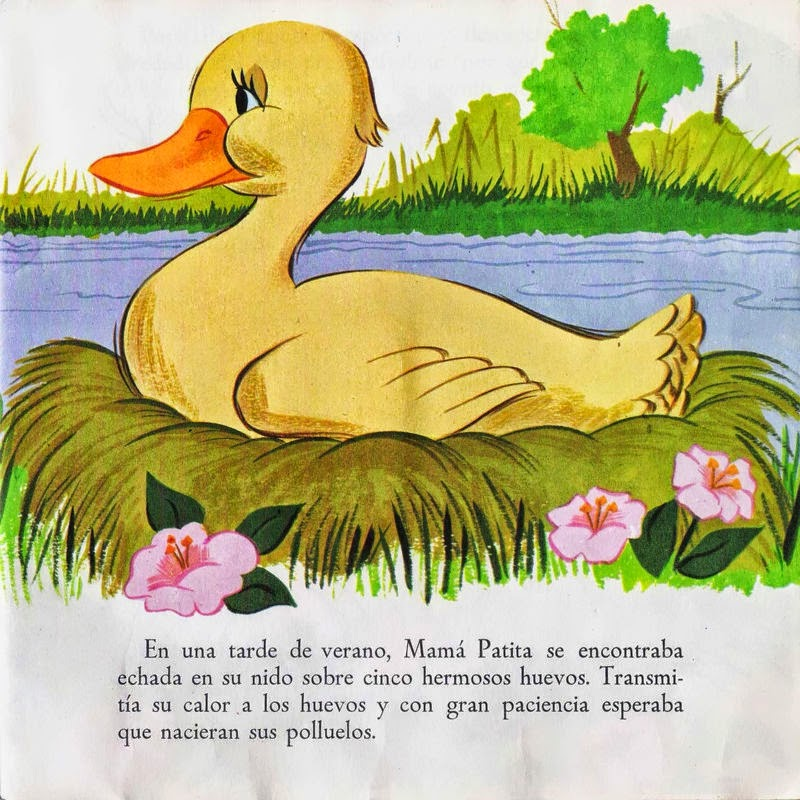 En una tarde de verano, Mamá Patita se encontraba
echada en su nido sobre cinco hermosos huevos. Transmi-
tía su calor a los huevos y con gran paciencia esperaba
que nacieran sus polluelos.